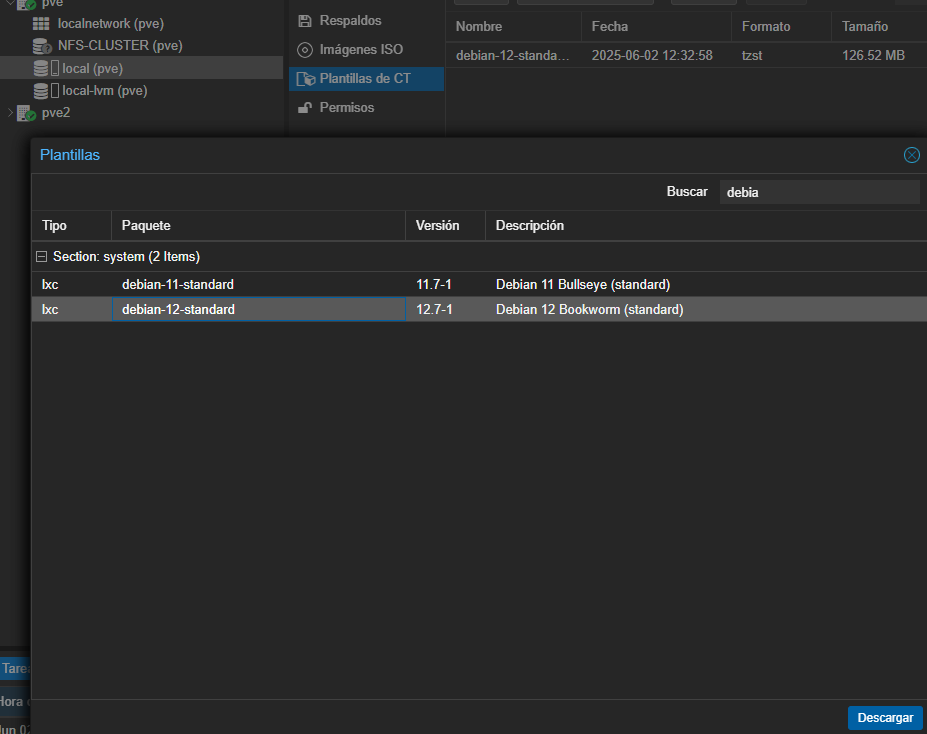 pve
localnetwork (pve)
NFS-CLUSTER (pve)
local (pve)
local-lvm (pve)
pve2
Respaldos
Imágenes ISO
Plantillas de CT
Permisos
Nombre Fecha Formato Tamaño
debian-12-standa... 2025-06-02 12:32:58 tzst 126.52 MB
Plantillas
Buscar debia
Tipo Paquete Versión Descripción
Section: system (2 Items)
lxc debian-11-standard 11.7-1 Debian 11 Bullseye (standard)
lxc debian-12-standard 12.7-1 Debian 12 Bookworm (standard)
Hora
Descargar